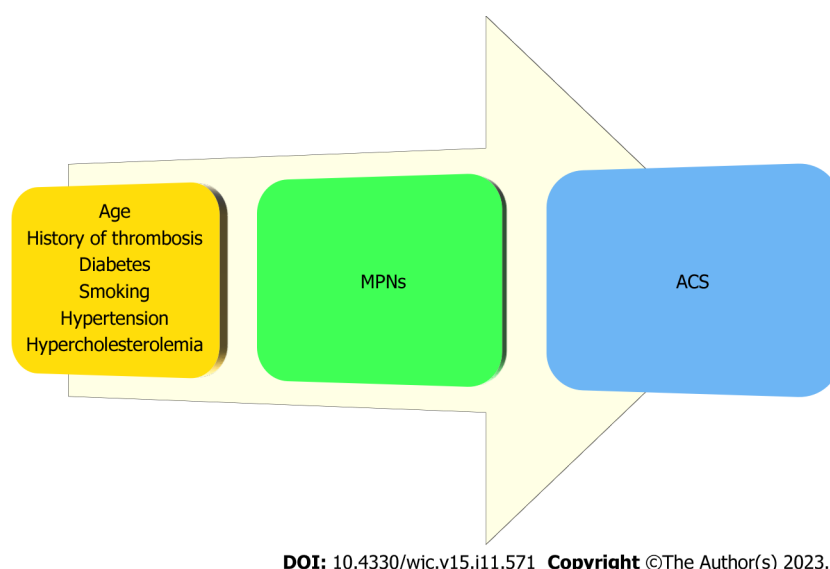 Age
History of thrombosis
Diabetes
Smoking
Hypertension
Hypercholesterolemia
MPNs
ACS
DOI: 10.4330/wjc.v15.i11.571 Copyright ©The Author(s) 2023.